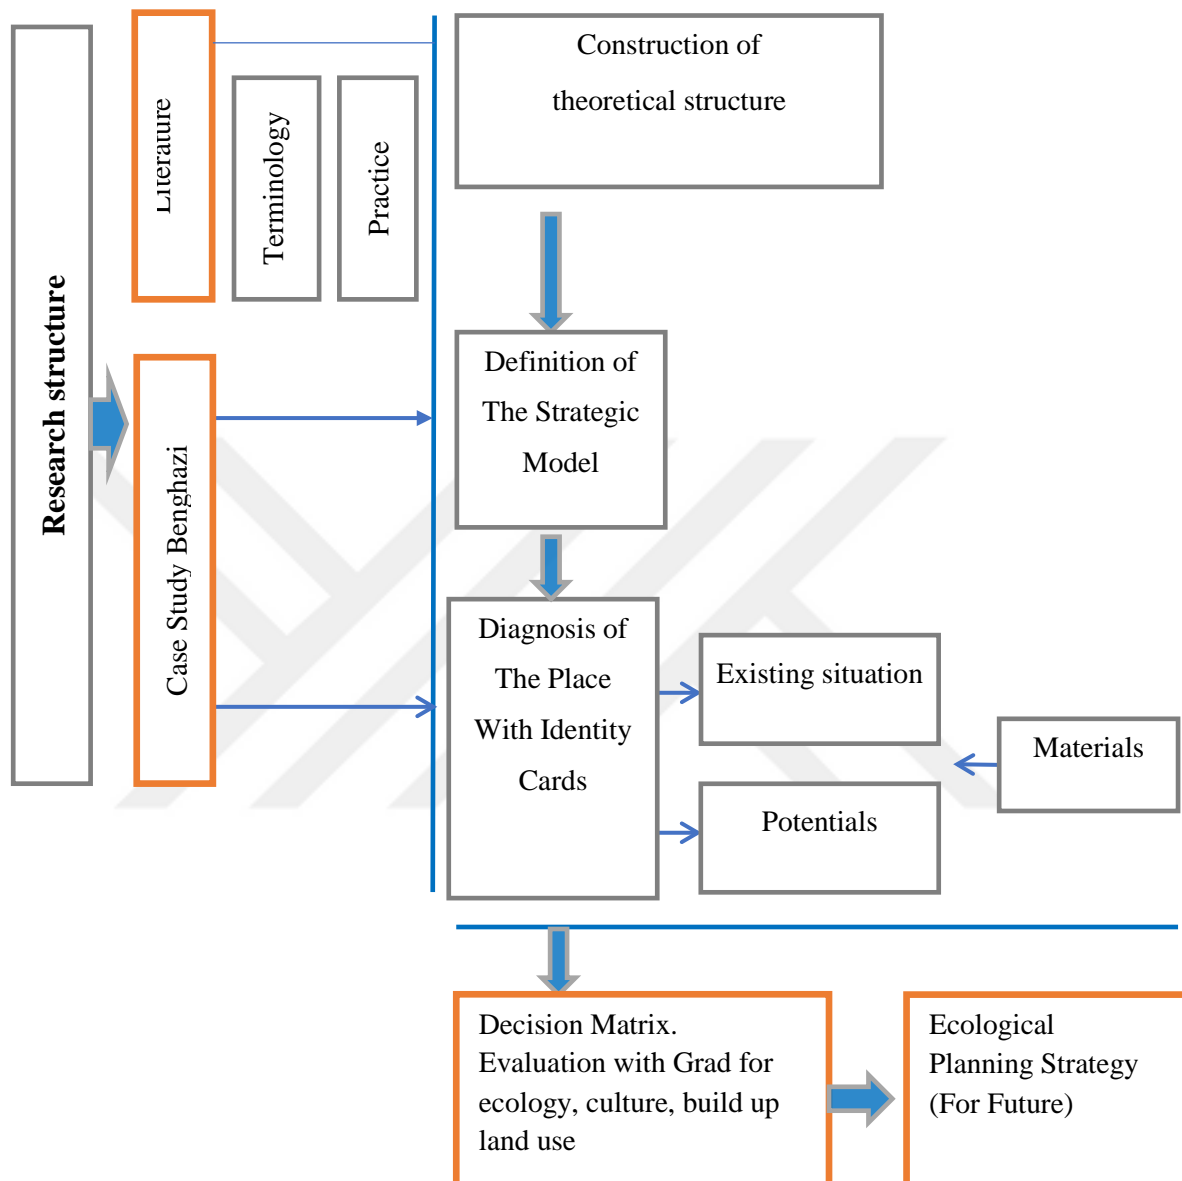 Research structure
Literature
Terminology
Practice
Case Study Benghazi
Construction of
theoretical structure
Definition of
The Strategic
Model
Diagnosis of
The Place
With Identity
Cards
Existing situation
Potentials
Materials
Decision Matrix.
Evaluation with Grad for
ecology, culture, build up
land use
Ecological
Planning Strategy
(For Future)